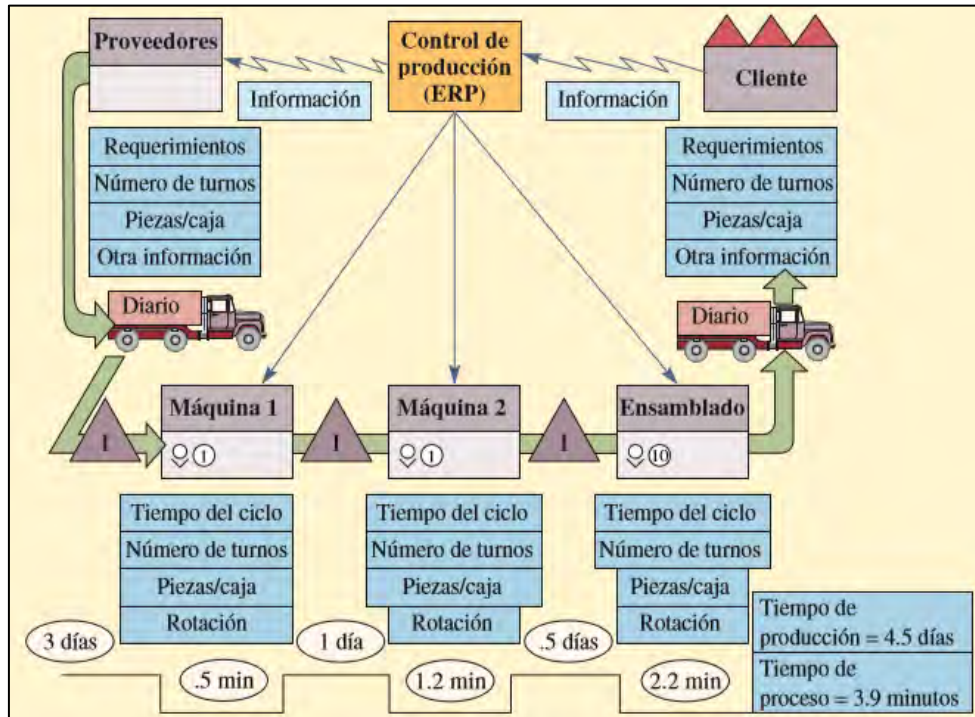 Proveedores
Control de
producción
(ERP)
Cliente
Información
Información
Requerimientos
Número de turnos
Piezas/caja
Otra información
Requerimientos
Número de turnos
Piezas/caja
Otra información
Diario
Diario
I
Máquina 1
1
I
Máquina 2
1
I
Ensamblado
10
Tiempo del ciclo
Número de turnos
Piezas/caja
Rotación
Tiempo del ciclo
Número de turnos
Piezas/caja
Rotación
Tiempo del ciclo
Número de turnos
Piezas/caja
Rotación
3 días
.5 min
1 día
1.2 min
.5 días
2.2 min
Tiempo de
producción = 4.5 días
Tiempo de
proceso = 3.9 minutos